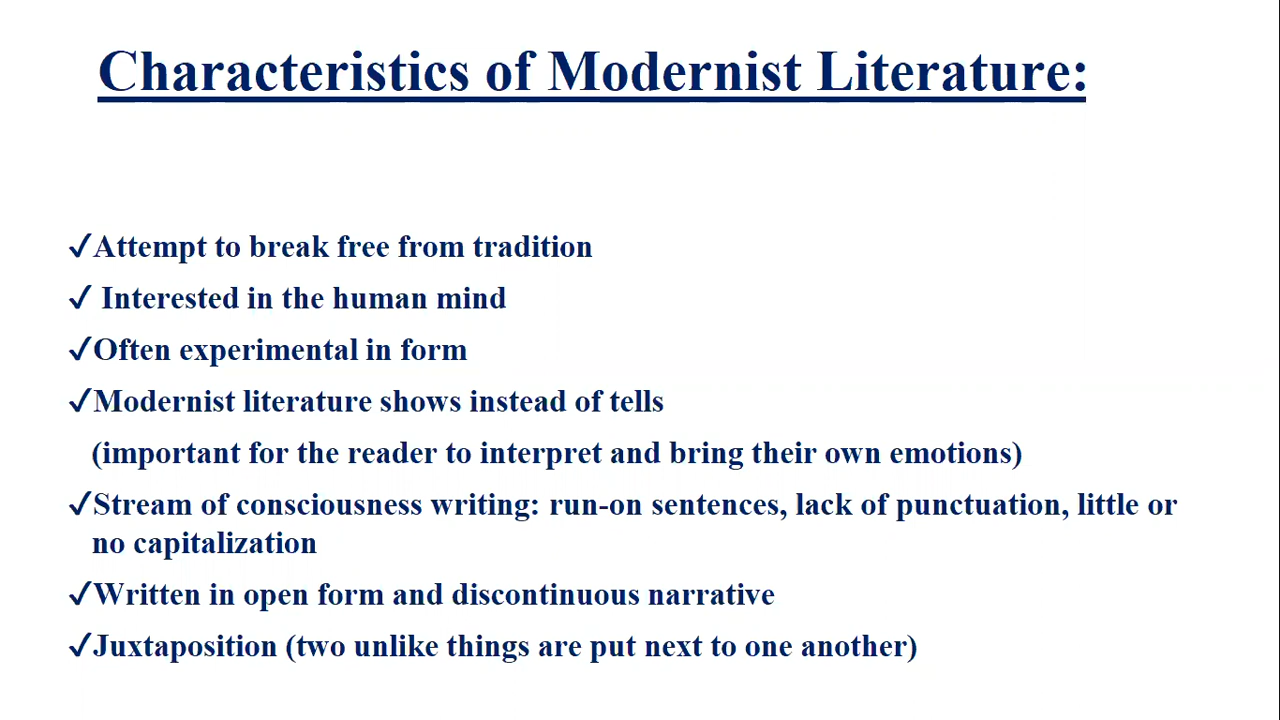 Characteristics of Modernist Literature:
✓Attempt to break free from tradition
✓ Interested in the human mind
✓Often experimental in form
✓Modernist literature shows instead of tells
(important for the reader to interpret and bring their own emotions)
✓Stream of consciousness writing: run-on sentences, lack of punctuation, little or
no capitalization
✓Written in open form and discontinuous narrative
✓Juxtaposition (two unlike things are put next to one another)